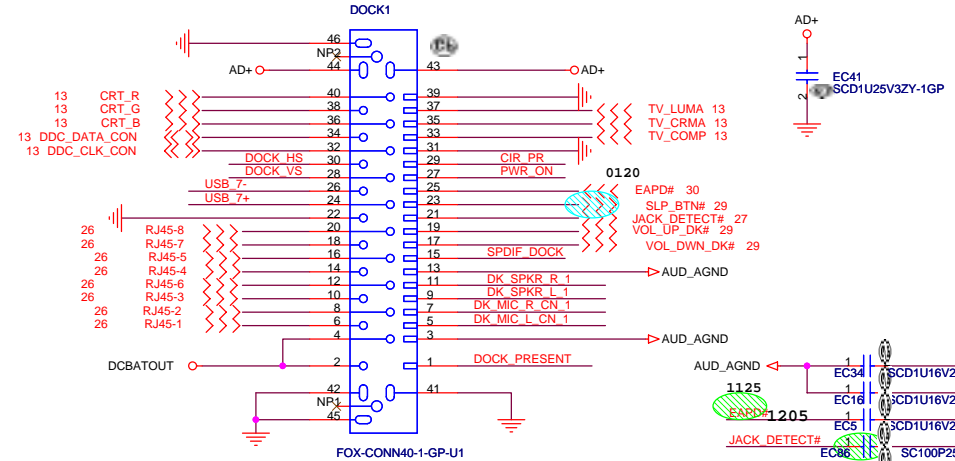 DOCK1
46
NP2
AD+ 44 43 AD+
13 CRT_R 40 39
13 CRT_G 38 37 TV_LUMA 13
13 CRT_B 36 35 TV_CRMA 13
13 DDC_DATA_CON 34 33 TV_COMP 13
13 DDC_CLK_CON 32 31
DOCK_HS 30 29 CIR_PR
DOCK_VS 28 27 PWR_ON
0120
USB_7- 26 25 EAPD# 30
USB_7+ 24 23 SLP_BTN# 29
22 21 JACK_DETECT# 27
26 RJ45-8 20 19 VOL_UP_DK# 29
26 RJ45-7 18 17 VOL_DWN_DK# 29
26 RJ45-5 16 15 SPDIF_DOCK
26 RJ45-4 14 13 AUD_AGND
26 RJ45-6 12 11 DK_SPKR_R_1
26 RJ45-3 10 9 DK_SPKR_L_1
26 RJ45-2 8 7 DK_MIC_R_CN_1
26 RJ45-1 6 5 DK_MIC_L_CN_1
4 3 AUD_AGND
DCBATOUT 2 1 DOCK_PRESENT
42 41
NP1
45
FOX-CONN40-1-GP-U1
AD+
1
EC41
2 SCD1U25V3ZY-1GP
AUD_AGND 1
EC34 SCD1U16V2
1125 1
EC16 SCD1U16V2
EAPD# 1205 1
EC5 SCD1U16V2
JACK_DETECT# 1
EC86 SC100P25